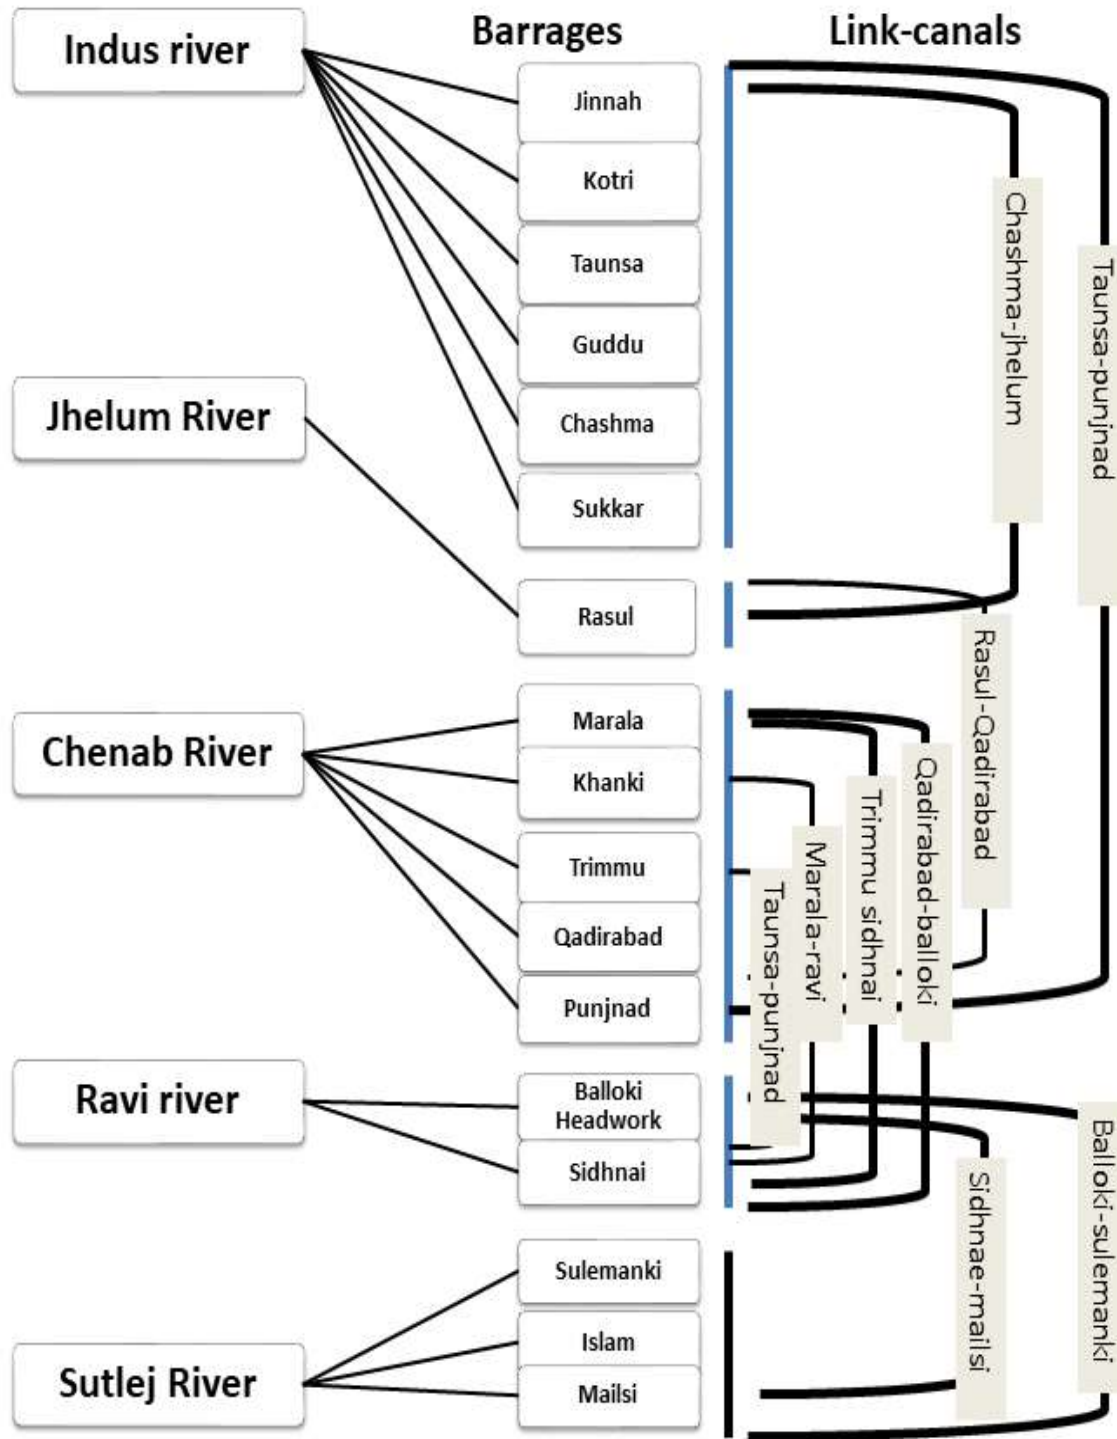 Barrages
Link-canals
Indus river
Jinnah
Kotri
Taunsa
Guddu
Chashma
Sukkar
Jhelum River
Rasul
Chenab River
Marala
Khanki
Trimmu
Qadirabad
Punjnad
Ravi river
Balloki
Headwork
Sidhnai
Sutlej River
Sulemanki
Islam
Mailsi
Chashma-jhelum
Taunsa-punjnad
Rasul-Qadirabad
Qadirabad-balloki
Trimmu sidhnai
Marala-ravi
Taunsa-punjnad
Sidhnae-mailsi
Balloki-sulemanki